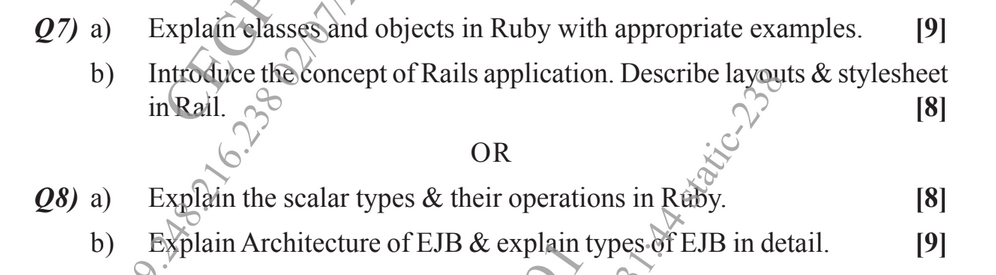 Q7) a) Explain classes and objects in Ruby with appropriate examples. [9]
b) Introduce the concept of Rails application. Describe layouts & stylesheet
in Rail. [8]
OR
Q8) a) Explain the scalar types & their operations in Ruby. [8]
b) Explain Architecture of EJB & explain types of EJB in detail. [9]